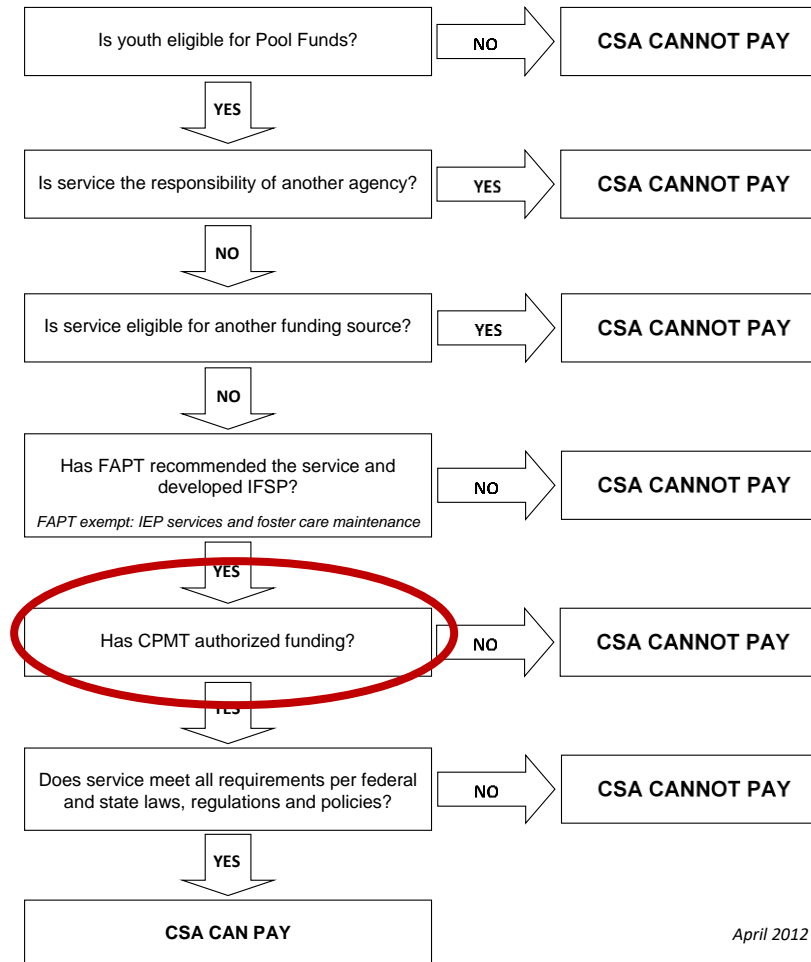 Is youth eligible for Pool Funds?
NO
CSA CANNOT PAY
YES
Is service the responsibility of another agency?
YES
CSA CANNOT PAY
NO
Is service eligible for another funding source?
YES
CSA CANNOT PAY
NO
Has FAPT recommended the service and
developed IFSP?
FAPT exempt: IEP services and foster care maintenance
NO
CSA CANNOT PAY
YES
Has CPMT authorized funding?
NO
CSA CANNOT PAY
YES
Does service meet all requirements per federal
and state laws, regulations and policies?
NO
CSA CANNOT PAY
YES
CSA CAN PAY
April 2012